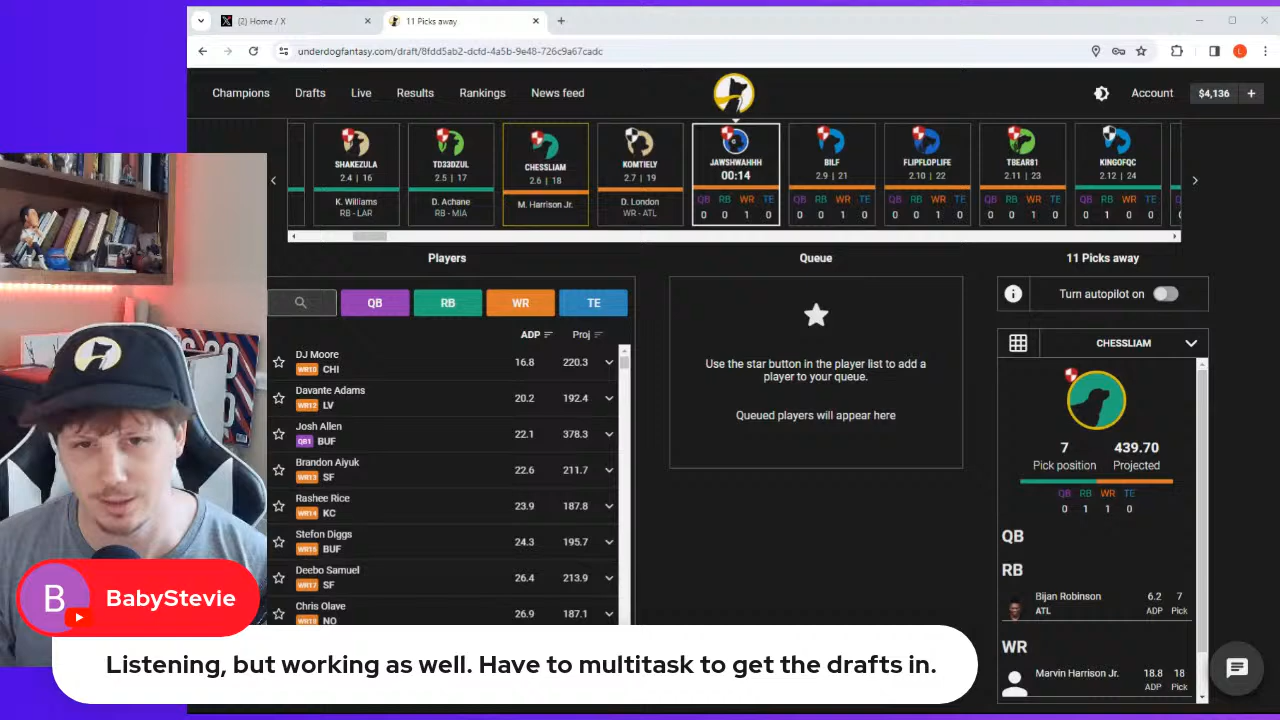 (2) Home / X
11 Picks away
underdogfantasy.com/draft/8fdd5ab2-dcfd-4a5b-9e48-726c9a67cadc
Champions Drafts Live Results Rankings News feed Account $4,136 +
SHAKEZULA
2.4 | 16
K. Williams
RB - LAR
TD33DZUL
2.5 | 17
D. Achane
RB - MIA
CHESSLIAM
2.6 | 18
M. Harrison Jr.
KOMTIELY
2.7 | 19
D. London
WR - ATL
JAWSHWAHHH
00:14
QB RB WR TE
0 0 1 0
BILF
2.9 | 21
QB RB WR TE
0 0 1 0
FLIPFLOPLIFE
2.10 | 22
QB RB WR TE
0 0 1 0
TBEAR81
2.11 | 23
QB RB WR TE
0 0 1 0
KINGOFQC
2.12 | 24
QB RB WR TE
0 0 1 0
Players
QB RB WR TE
ADP Proj
DJ Moore
WR10 CHI
16.8 220.3
Davante Adams
WR12 LV
20.2 192.4
Josh Allen
QB1 BUF
22.1 378.3
Brandon Aiyuk
WR13 SF
22.6 211.7
Rashee Rice
WR14 KC
23.9 187.8
Stefon Diggs
BUF
24.3 195.7
Deebo Samuel
WR17 SF
26.4 213.9
Chris Olave
NO
26.9 187.1
Queue
Use the star button in the player list to add a
player to your queue.
Queued players will appear here
11 Picks away
Turn autopilot on
CHESSLIAM
7 439.70
Pick position Projected
QB RB WR TE
0 1 1 0
QB
RB
Bijan Robinson 6.2 7
ATL ADP Pick
WR
Marvin Harrison Jr. 18.8 18
ADP Pick
B BabyStevie
Listening, but working as well. Have to multitask to get the drafts in.